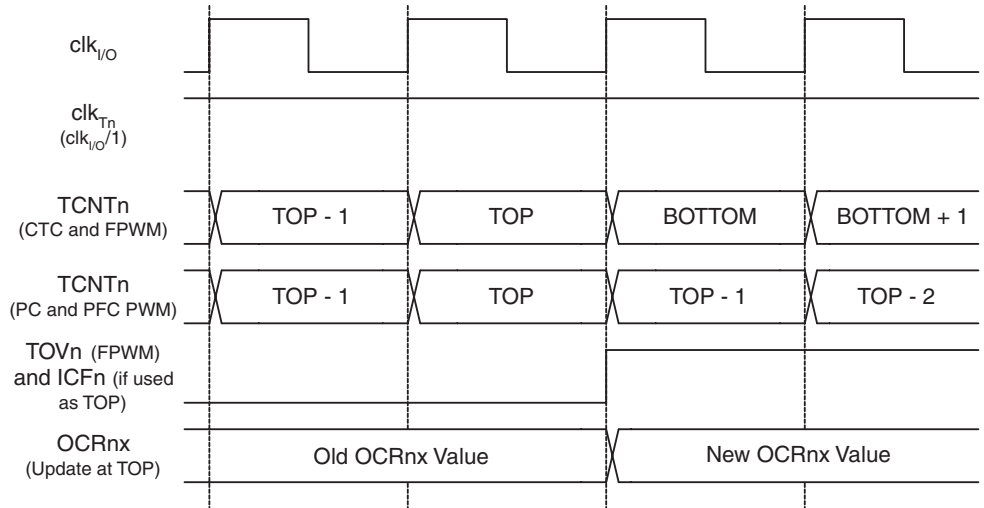 clkI/O
clkTn
(clkI/O/1)
TCNTn
(CTC and FPWM)
TOP - 1 TOP BOTTOM BOTTOM + 1
TCNTn
(PC and PFC PWM)
TOP - 1 TOP TOP - 1 TOP - 2
TOVn (FPWM)
and ICFn (if used
as TOP)
OCRnx
(Update at TOP)
Old OCRnx Value New OCRnx Value